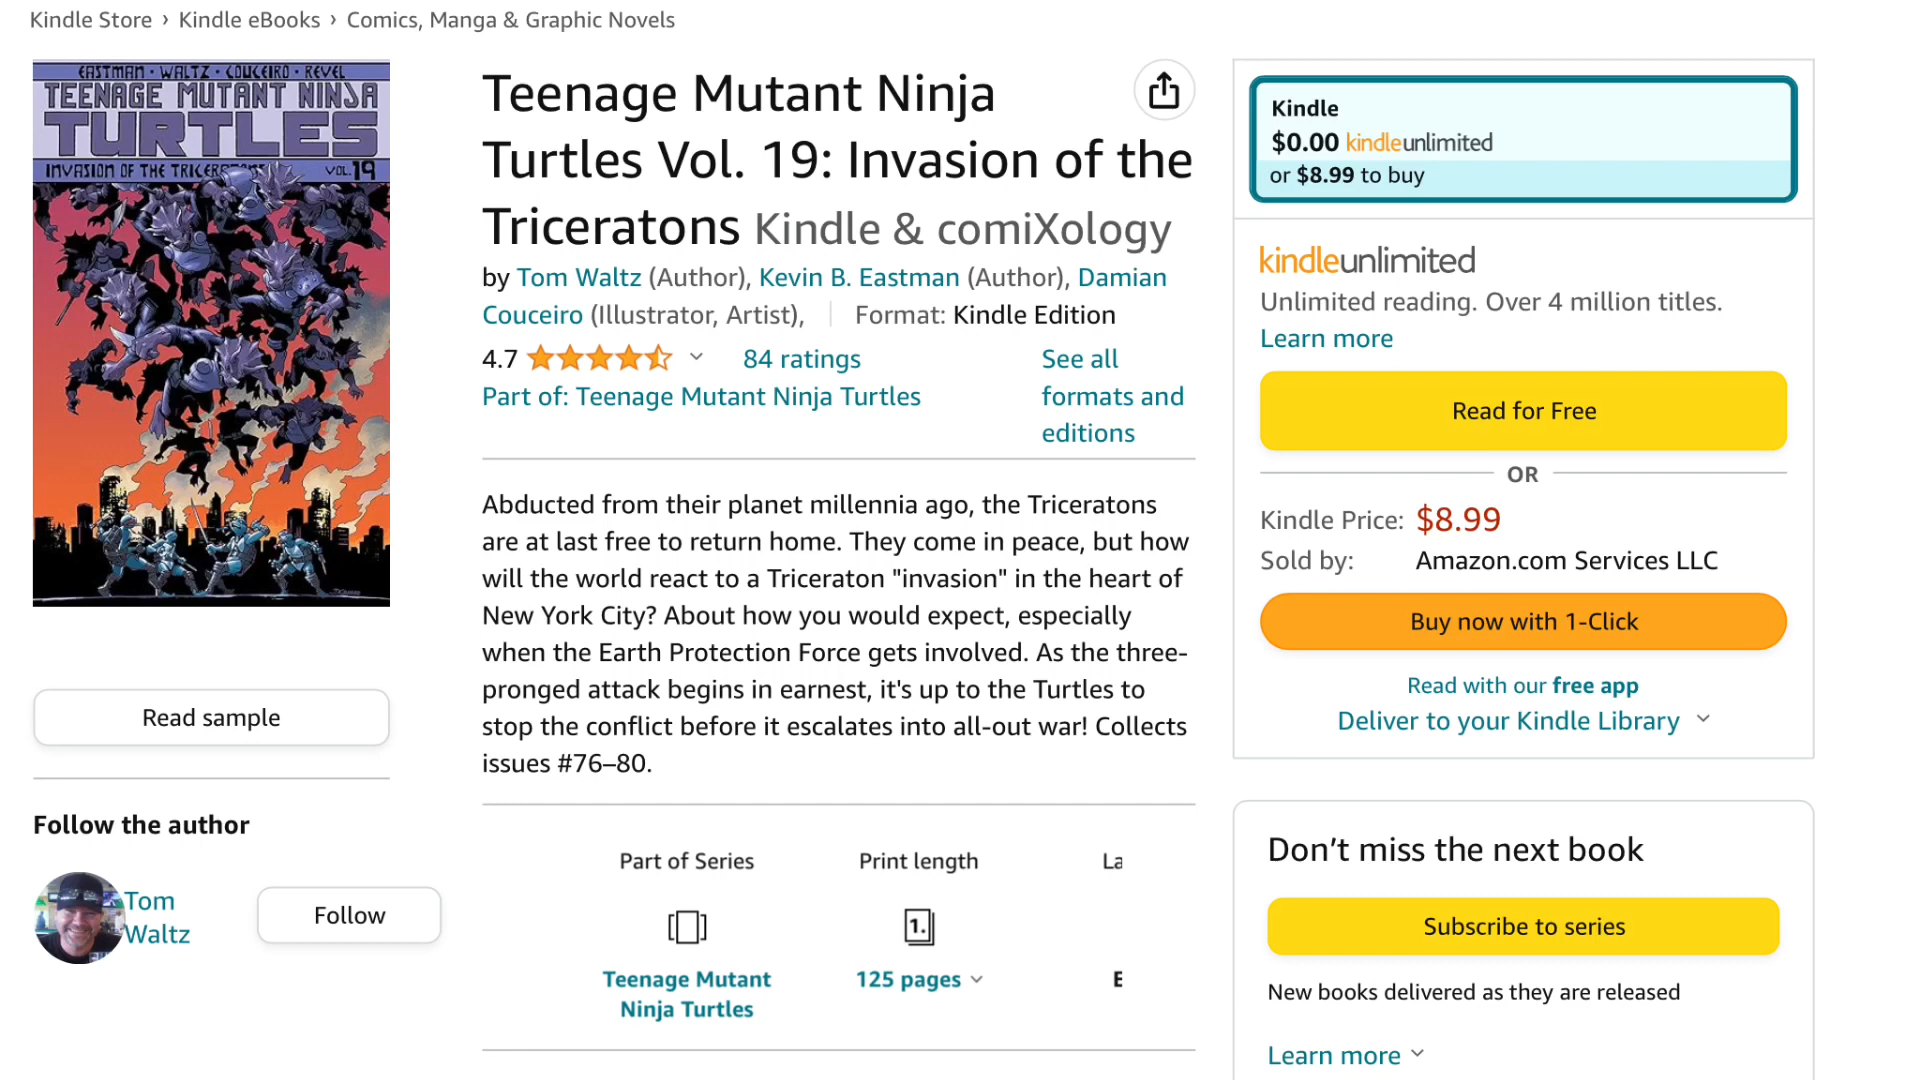 Kindle Store › Kindle eBooks › Comics, Manga & Graphic Novels
EASTMAN · WALTZ · COUCEIRO · REVEL
TEENAGE MUTANT NINJA
TURTLES
INVASION OF THE
VOL. 19
Read sample
Follow the author
Tom
Waltz
Follow
Teenage Mutant Ninja
Turtles Vol. 19: Invasion of the
Triceratons Kindle & comiXology
by Tom Waltz (Author), Kevin B. Eastman (Author), Damian
Couceiro (Illustrator, Artist), Format: Kindle Edition
4.7 84 ratings
Part of: Teenage Mutant Ninja Turtles
See all
formats and
editions
Abducted from their planet millennia ago, the Triceratons
are at last free to return home. They come in peace, but how
will the world react to a Triceraton "invasion" in the heart of
New York City? About how you would expect, especially
when the Earth Protection Force gets involved. As the three-
pronged attack begins in earnest, it's up to the Turtles to
stop the conflict before it escalates into all-out war! Collects
issues #76–80.
Part of Series
Teenage Mutant
Ninja Turtles
Print length
1.
125 pages
La
E
Kindle
$0.00 kindleunlimited
or $8.99 to buy
kindleunlimited
Unlimited reading. Over 4 million titles.
Learn more
Read for Free
OR
Kindle Price: $8.99
Sold by: Amazon.com Services LLC
Buy now with 1-Click
Read with our free app
Deliver to your Kindle Library
Don't miss the next book
Subscribe to series
New books delivered as they are released
Learn more